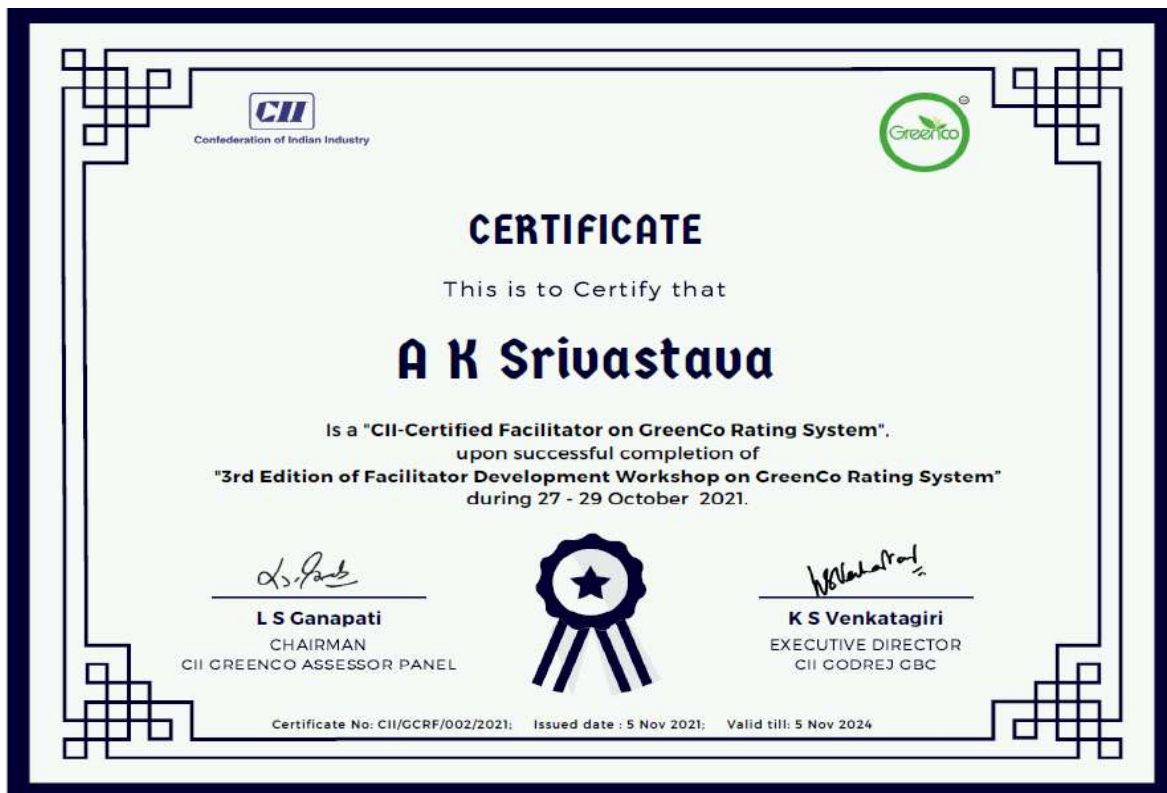 CII
Confederation of Indian Industry
Greenco
CERTIFICATE
This is to Certify that
A K Srivastava
Is a "CII-Certified Facilitator on GreenCo Rating System",
upon successful completion of
"3rd Edition of Facilitator Development Workshop on GreenCo Rating System"
during 27 - 29 October 2021.
L S Ganapati
CHAIRMAN
CII GREENCO ASSESSOR PANEL
K S Venkatagiri
EXECUTIVE DIRECTOR
CII GODREJ GBC
Certificate No: CII/GCRF/002/2021; Issued date : 5 Nov 2021; Valid till: 5 Nov 2024